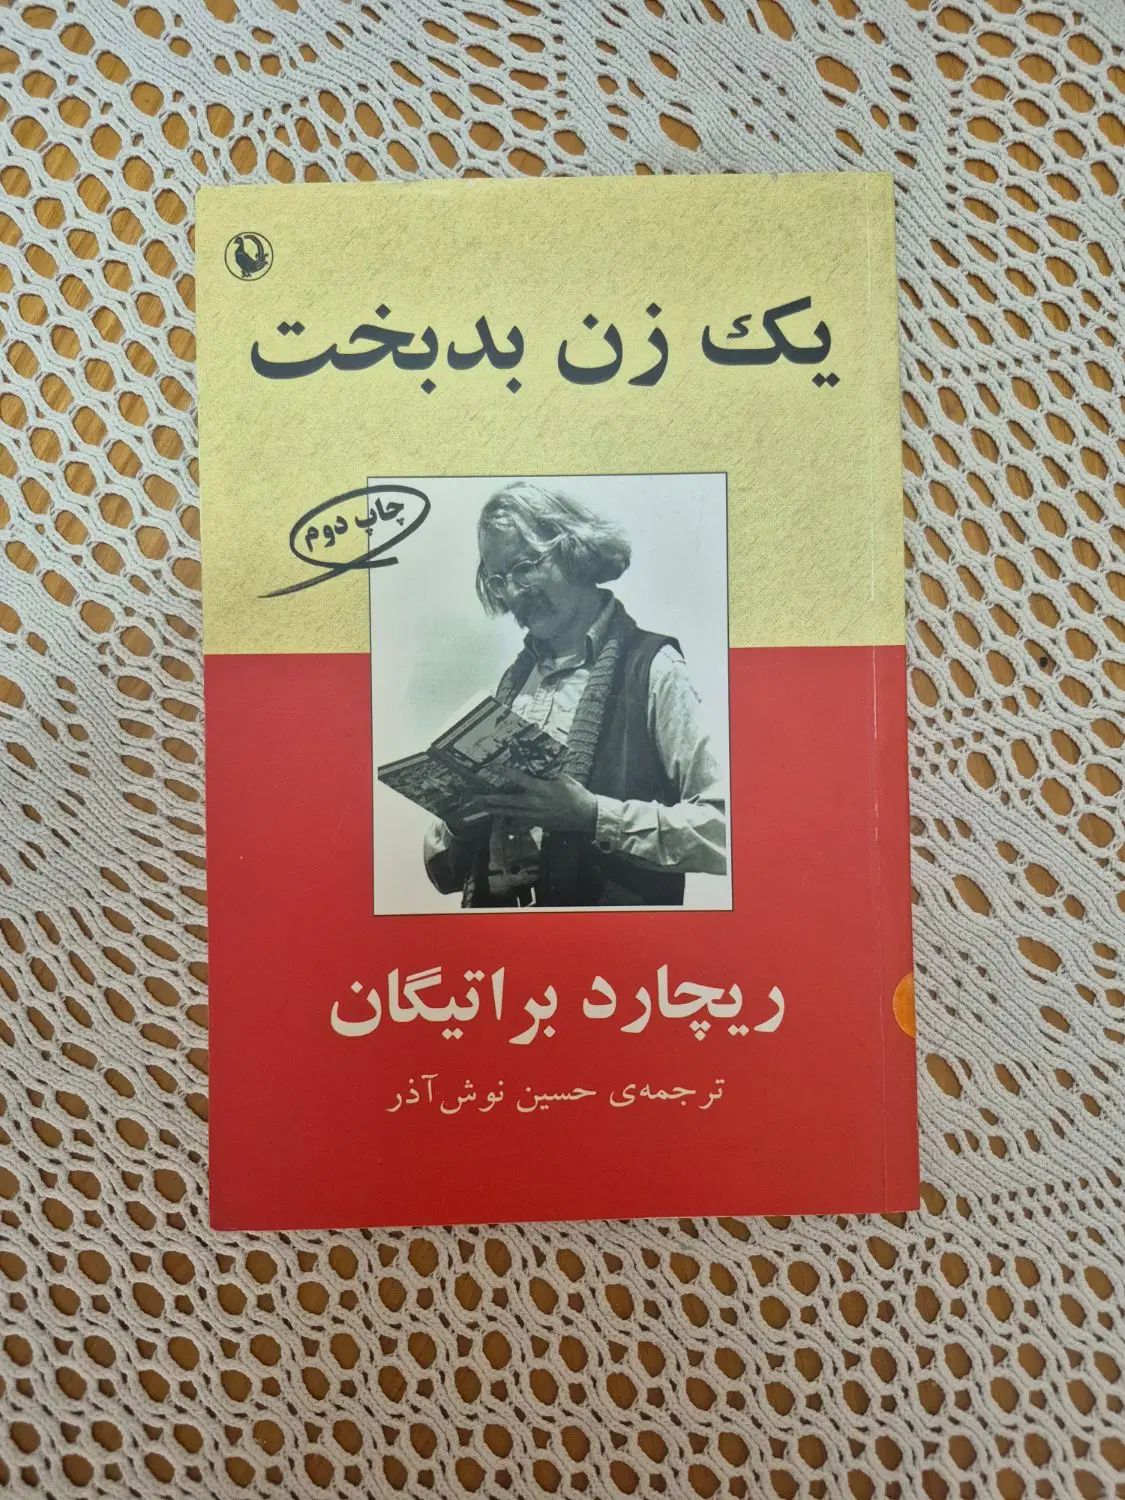 یک زن بدبخت
چاپ دوم
ریچارد براتیگان
ترجمه‌ی حسین نوش‌آذر